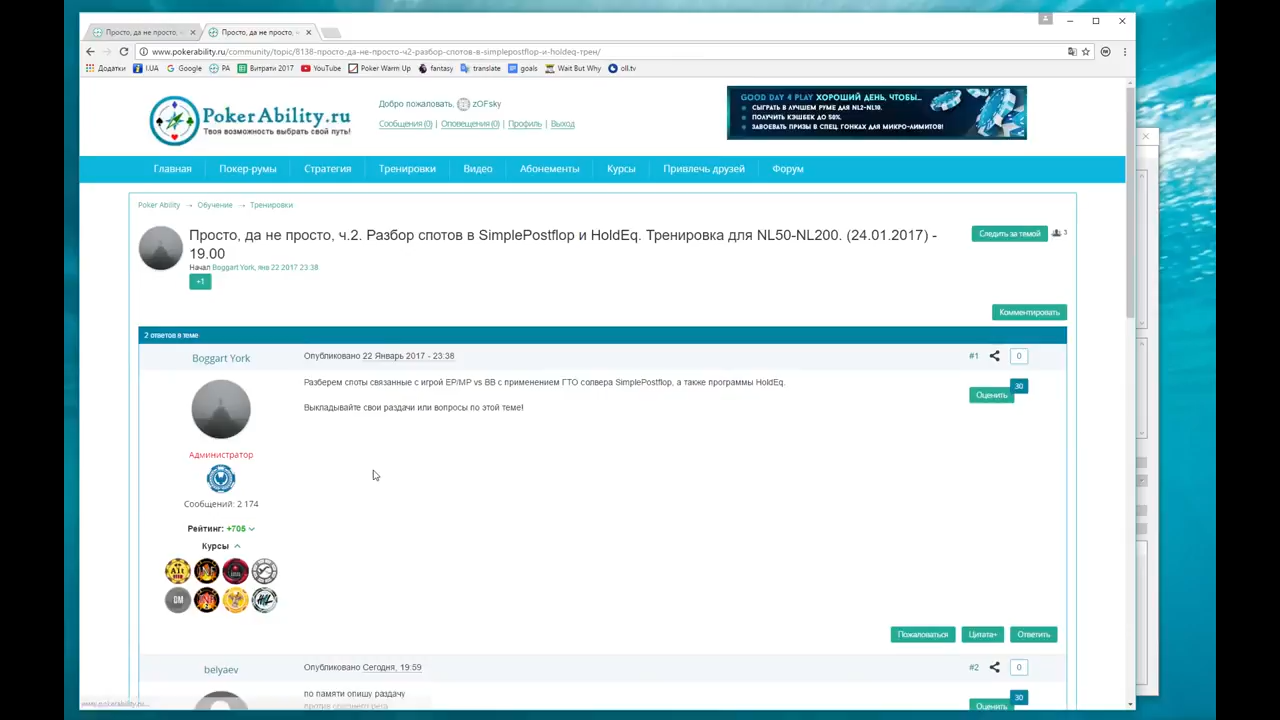 Просто, да не просто, 
Просто, да не просто, ч
www.pokerability.ru/community/topic/8138-просто-да-не-просто-ч2-разбор-спотов-в-simplepostflop-и-holdeq-трен/
Додатки I.UA Google PA Витрати 2017 YouTube Poker Warm Up fantasy translate goals Wait But Why oll.tv
PokerAbility.ru
Твоя возможность выбрать свой путь!
Добро пожаловать, zOFsky
Сообщения (0) | Оповещения (0) | Профиль | Выход
GOOD DAY 4 PLAY ХОРОШИЙ ДЕНЬ, ЧТОБЫ...
СЫГРАТЬ В ЛУЧШЕМ РУМЕ ДЛЯ NL2-NL10.
ПОЛУЧИТЬ КЭШБЕК ДО 50%.
ЗАВОЕВАТЬ ПРИЗЫ В СПЕЦ. ГОНКАХ ДЛЯ МИКРО-ЛИМИТОВ!
Главная Покер-румы Стратегия Тренировки Видео Абонементы Курсы Привлечь друзей Форум
Poker Ability → Обучение → Тренировки
Просто, да не просто, ч.2. Разбор спотов в SimplePostflop и HoldEq. Тренировка для NL50-NL200. (24.01.2017) -
19.00
Начал Boggart York, янв 22 2017 23:38
+1
Следить за темой 3
Комментировать
2 ответов в теме
Boggart York
Опубликовано 22 Январь 2017 - 23:38
#1 0
Разберем споты связанные с игрой EP/MP vs BB с применением ГТО солвера SimplePostflop, а также программы HoldEq.
Выкладывайте свои раздачи или вопросы по этой теме!
Оценить 30
Администратор
Сообщений: 2 174
Рейтинг: +705
Курсы
DM
Пожаловаться Цитата+ Ответить
belyaev
Опубликовано Сегодня, 19:59
#2 0
по памяти опишу раздачу
против среднего рега
Оценить 30